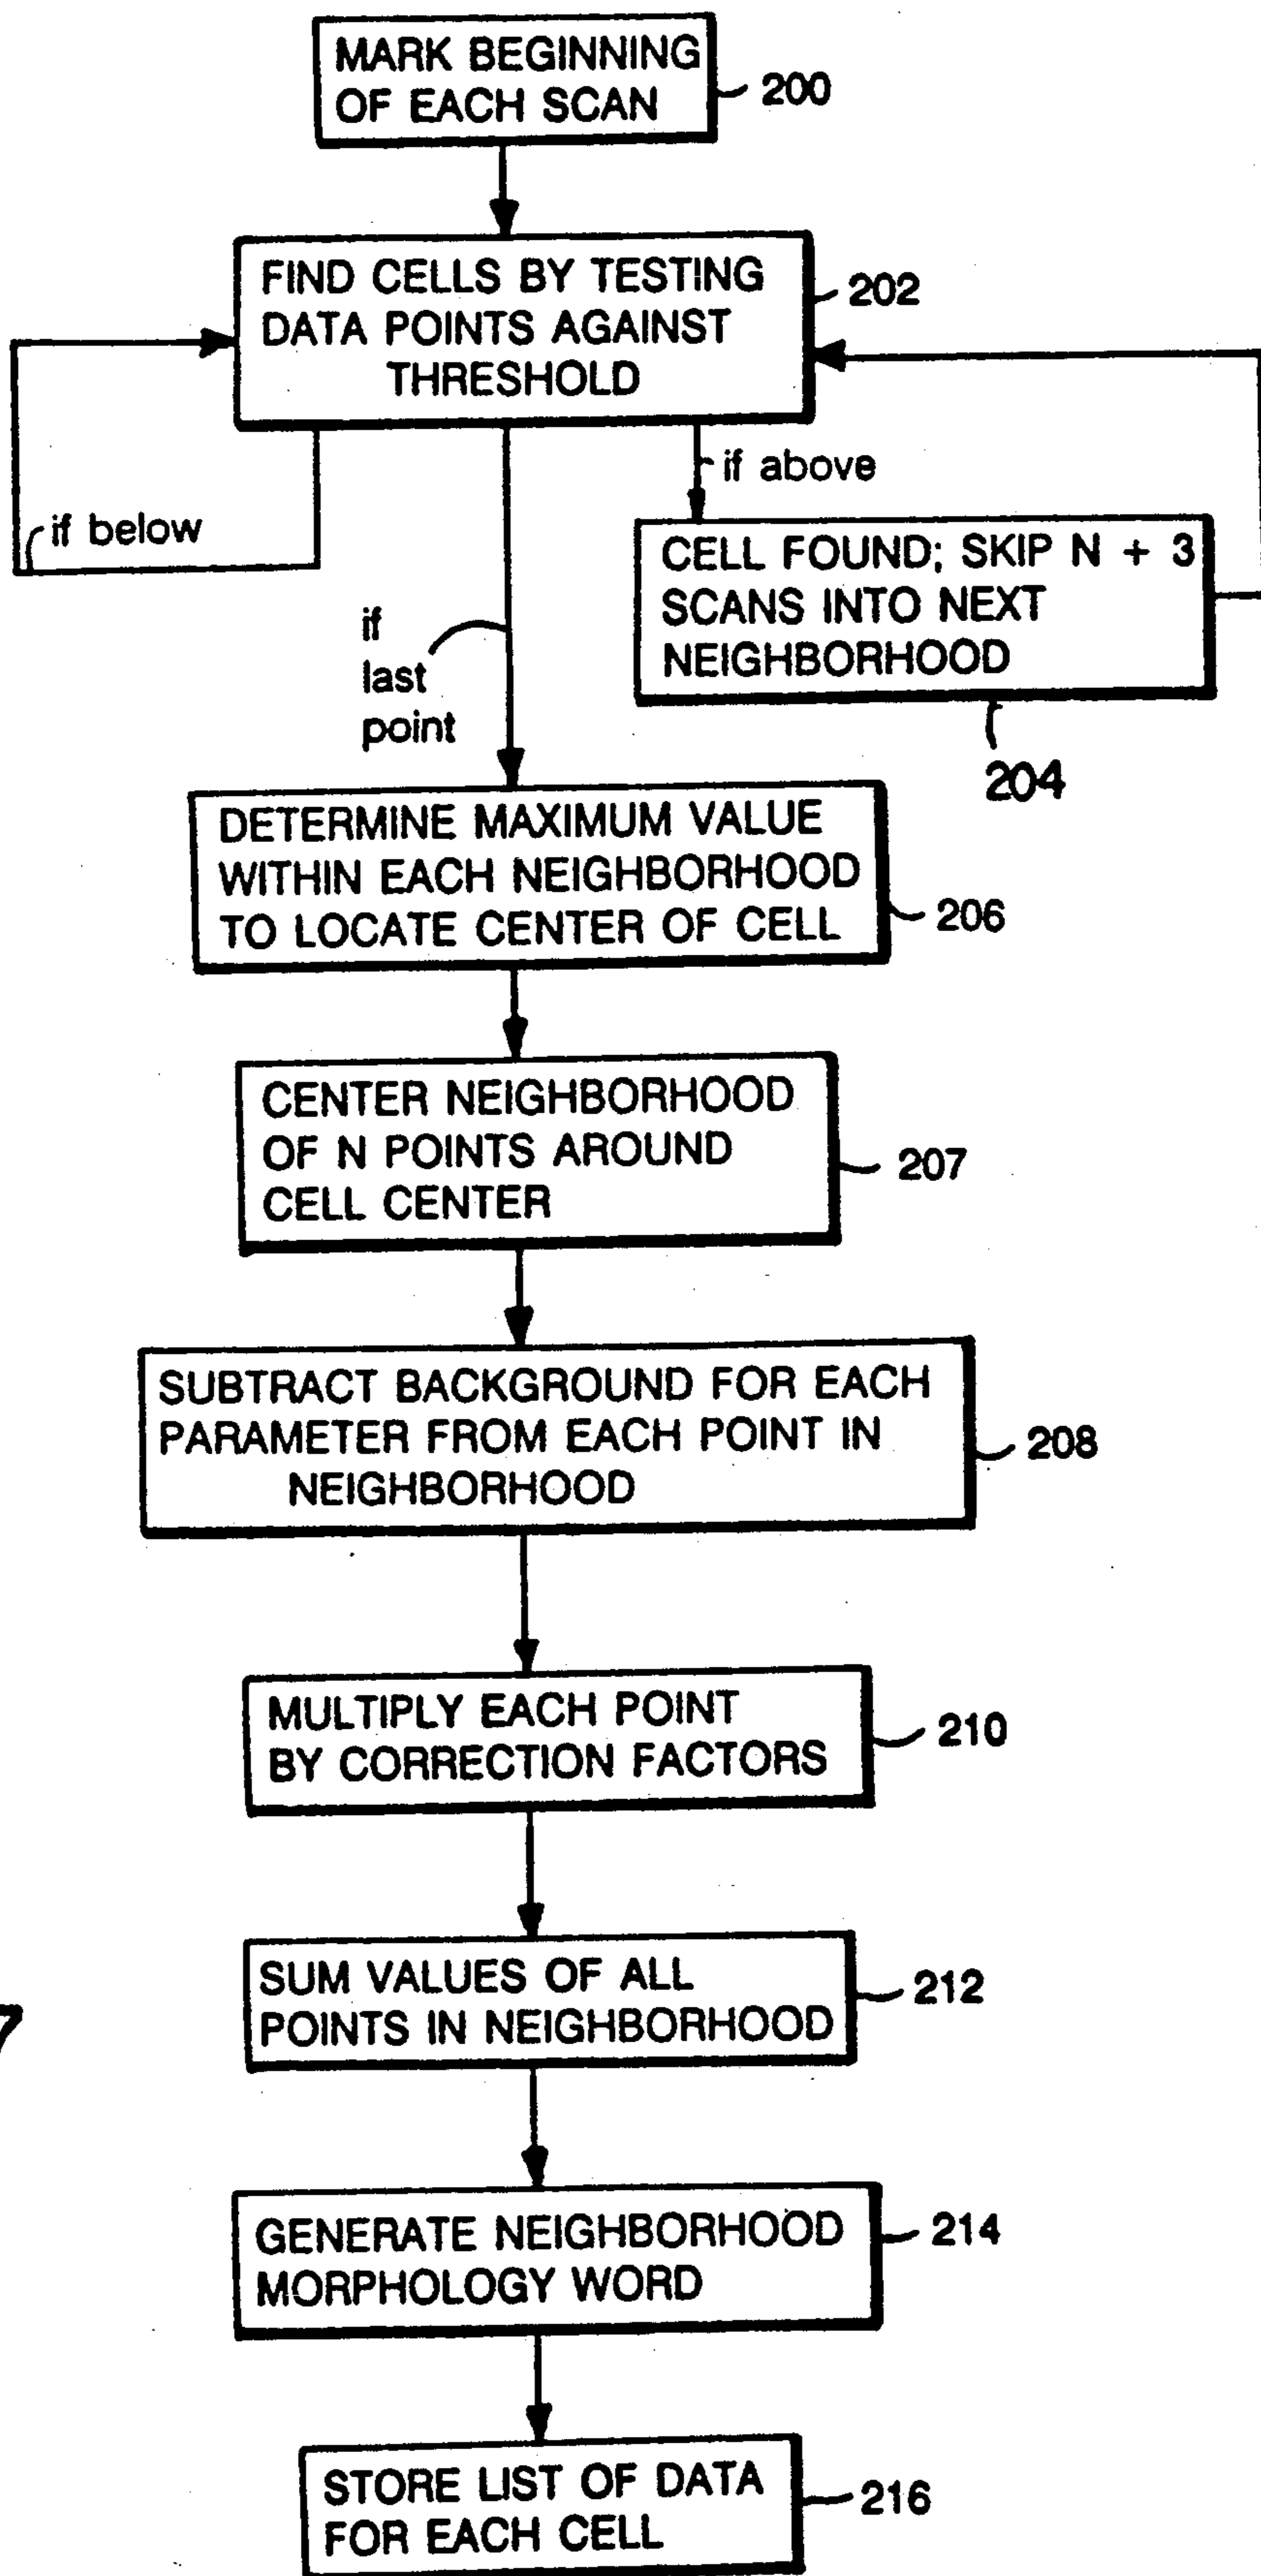 MARK BEGINNING
OF EACH SCAN
200
FIND CELLS BY TESTING
DATA POINTS AGAINST
THRESHOLD
202
if above
if below
CELL FOUND; SKIP N + 3
SCANS INTO NEXT
NEIGHBORHOOD
204
if
last
point
DETERMINE MAXIMUM VALUE
WITHIN EACH NEIGHBORHOOD
TO LOCATE CENTER OF CELL
206
CENTER NEIGHBORHOOD
OF N POINTS AROUND
CELL CENTER
207
SUBTRACT BACKGROUND FOR EACH
PARAMETER FROM EACH POINT IN
NEIGHBORHOOD
208
MULTIPLY EACH POINT
BY CORRECTION FACTORS
210
SUM VALUES OF ALL
POINTS IN NEIGHBORHOOD
212
7
GENERATE NEIGHBORHOOD
MORPHOLOGY WORD
214
STORE LIST OF DATA
FOR EACH CELL
216